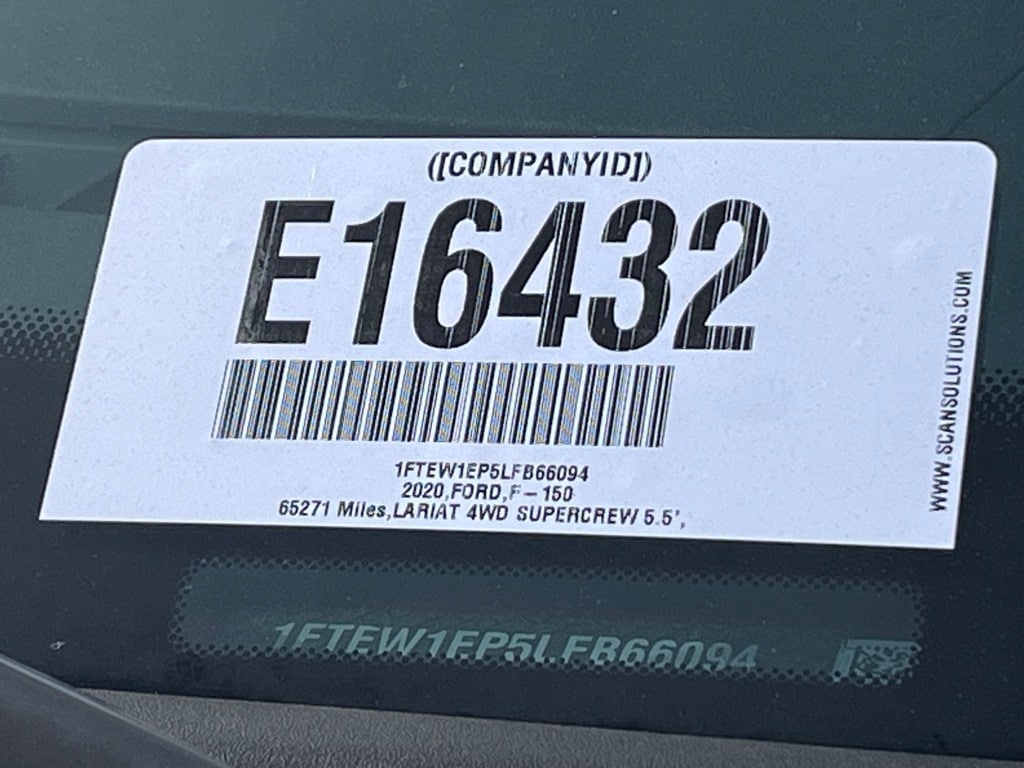 ([COMPANYID])
E16432
1FTEW1EP5LFB66094
2020,FORD,F-150
65271 Miles,LARIAT 4WD SUPERCREW 5.5',
WWW.SCANSOLUTIONS.COM
1FTEW1EP5LFB66094